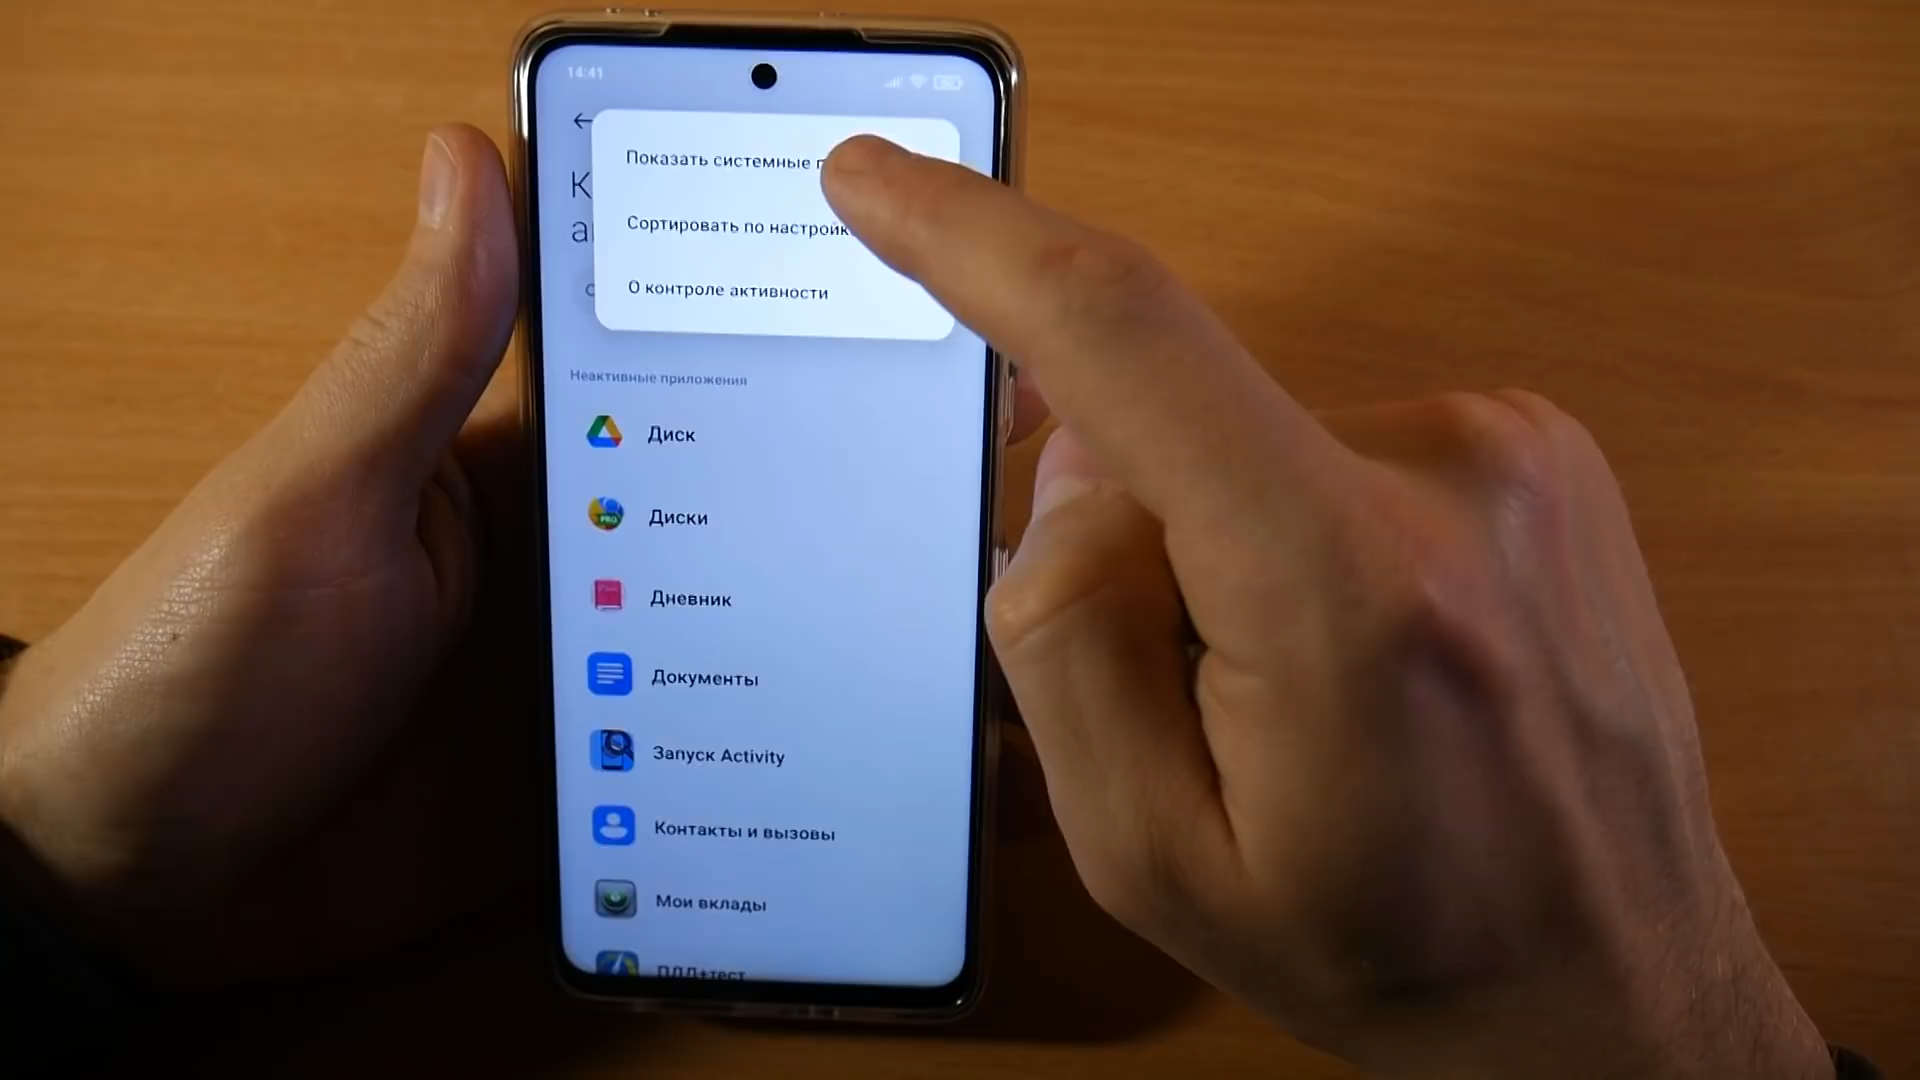 14:41
Показать системные
Сортировать по
О контроле активности
Неактивные приложения
Диск
Диски
PRO
Дневник
Документы
Запуск Activity
Контакты и вызовы
Мои вклады
ПДД+тест